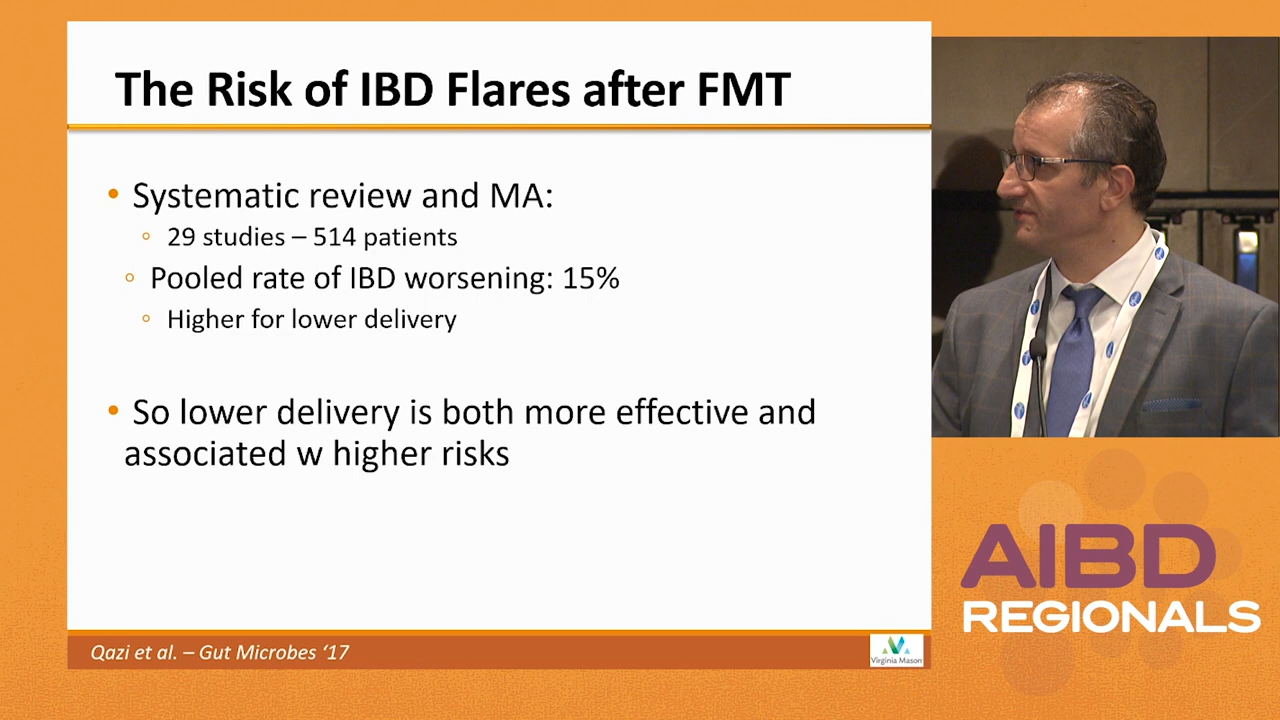 The Risk of IBD Flares after FMT
• Systematic review and MA:
◦ 29 studies – 514 patients
◦ Pooled rate of IBD worsening: 15%
◦ Higher for lower delivery
• So lower delivery is both more effective and
associated w higher risks
Qazi et al. – Gut Microbes ‘17
Virginia Mason
AIBD
REGIONALS